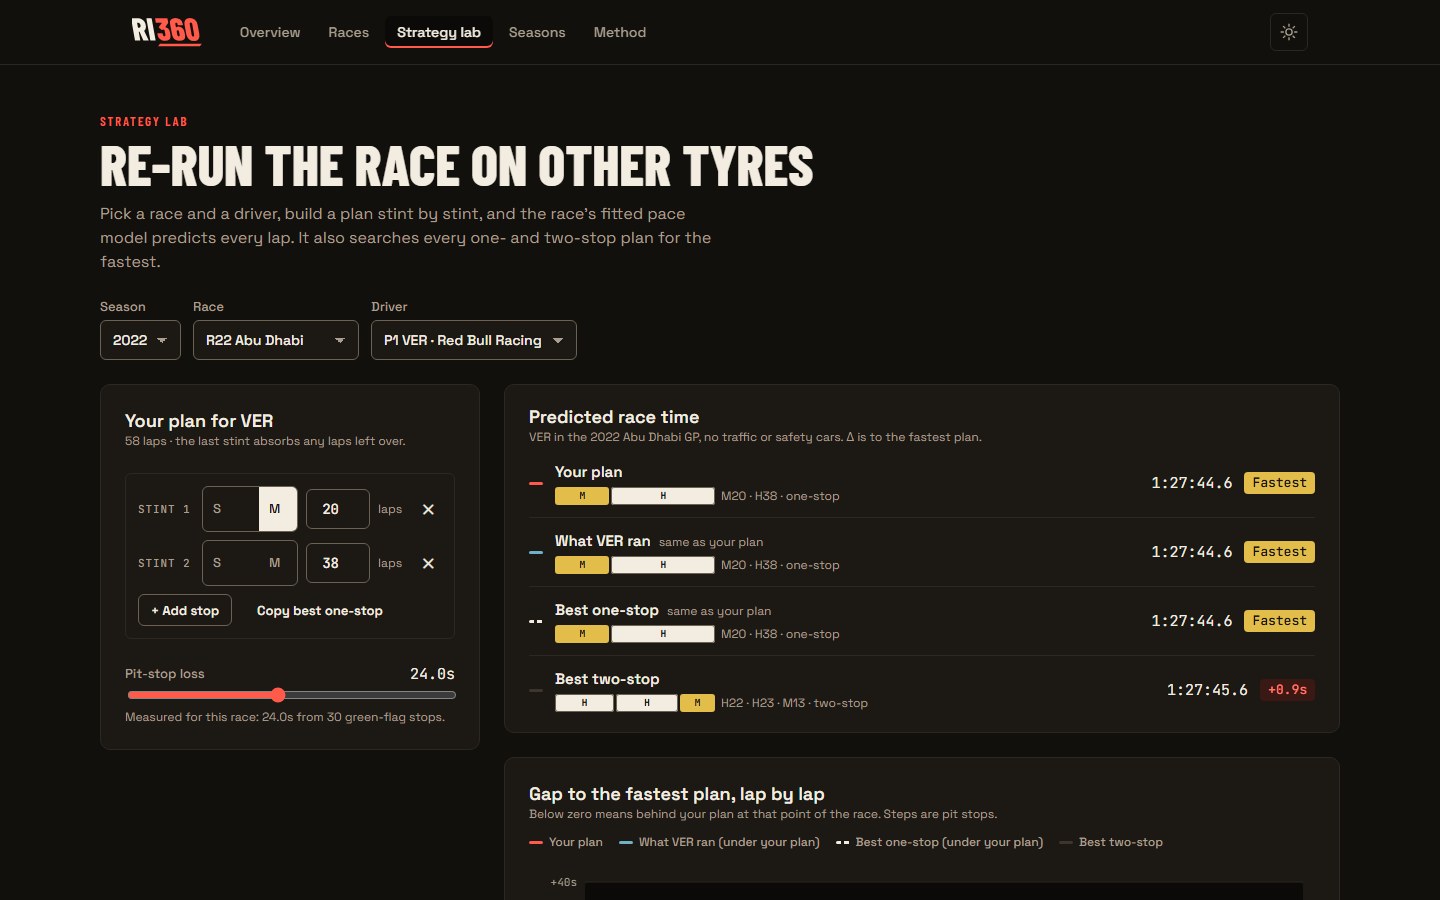 RI360
Overview
Races
Strategy lab
Seasons
Method
STRATEGY LAB
RE-RUN THE RACE ON OTHER TYRES
Pick a race and a driver, build a plan stint by stint, and the race's fitted pace
model predicts every lap. It also searches every one- and two-stop plan for the
fastest.
Season
Race
Driver
2022
R22 Abu Dhabi
P1 VER · Red Bull Racing
Your plan for VER
58 laps · the last stint absorbs any laps left over.
STINT 1 S M 20 laps ✕
STINT 2 S M 38 laps ✕
+ Add stop
Copy best one-stop
Pit-stop loss 24.0s
Measured for this race: 24.0s from 30 green-flag stops.
Predicted race time
VER in the 2022 Abu Dhabi GP, no traffic or safety cars. Δ is to the fastest plan.
Your plan
M H M20 · H38 · one-stop
1:27:44.6 Fastest
What VER ran same as your plan
M H M20 · H38 · one-stop
1:27:44.6 Fastest
Best one-stop same as your plan
M H M20 · H38 · one-stop
1:27:44.6 Fastest
Best two-stop
H H M H22 · H23 · M13 · two-stop
1:27:45.6 +0.9s
Gap to the fastest plan, lap by lap
Below zero means behind your plan at that point of the race. Steps are pit stops.
Your plan
What VER ran (under your plan)
Best one-stop (under your plan)
Best two-stop
+40s